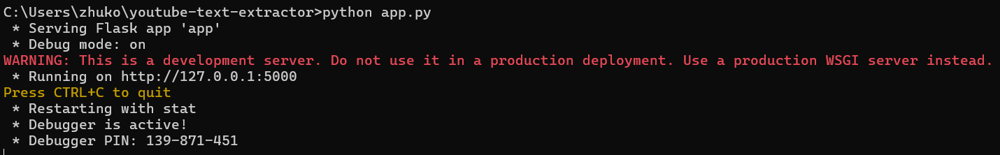 C:\Users\zhuko\youtube-text-extractor>python app.py
 * Serving Flask app 'app'
 * Debug mode: on
WARNING: This is a development server. Do not use it in a production deployment. Use a production WSGI server instead.
 * Running on http://127.0.0.1:5000
Press CTRL+C to quit
 * Restarting with stat
 * Debugger is active!
 * Debugger PIN: 139-871-451